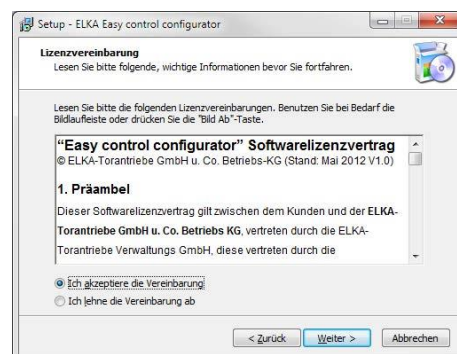 Setup - ELKA Easy control configurator
Lizenzvereinbarung
Lesen Sie bitte folgende, wichtige Informationen bevor Sie fortfahren.
Lesen Sie bitte die folgenden Lizenzvereinbarungen. Benutzen Sie bei Bedarf die
Bildlaufleiste oder drücken Sie die "Bild Ab"-Taste.
“Easy control configurator” Softwarelizenzvertrag
© ELKA-Torantriebe GmbH u. Co. Betriebs-KG (Stand: Mai 2012 V1.0)
1. Präambel
Dieser Softwarelizenzvertrag gilt zwischen dem Kunden und der ELKA-
Torantriebe GmbH u. Co. Betriebs KG, vertreten durch die ELKA-
Torantriebe Verwaltungs GmbH, diese vertreten durch die
Ich akzeptiere die Vereinbarung
Ich lehne die Vereinbarung ab
< Zurück
Weiter >
Abbrechen